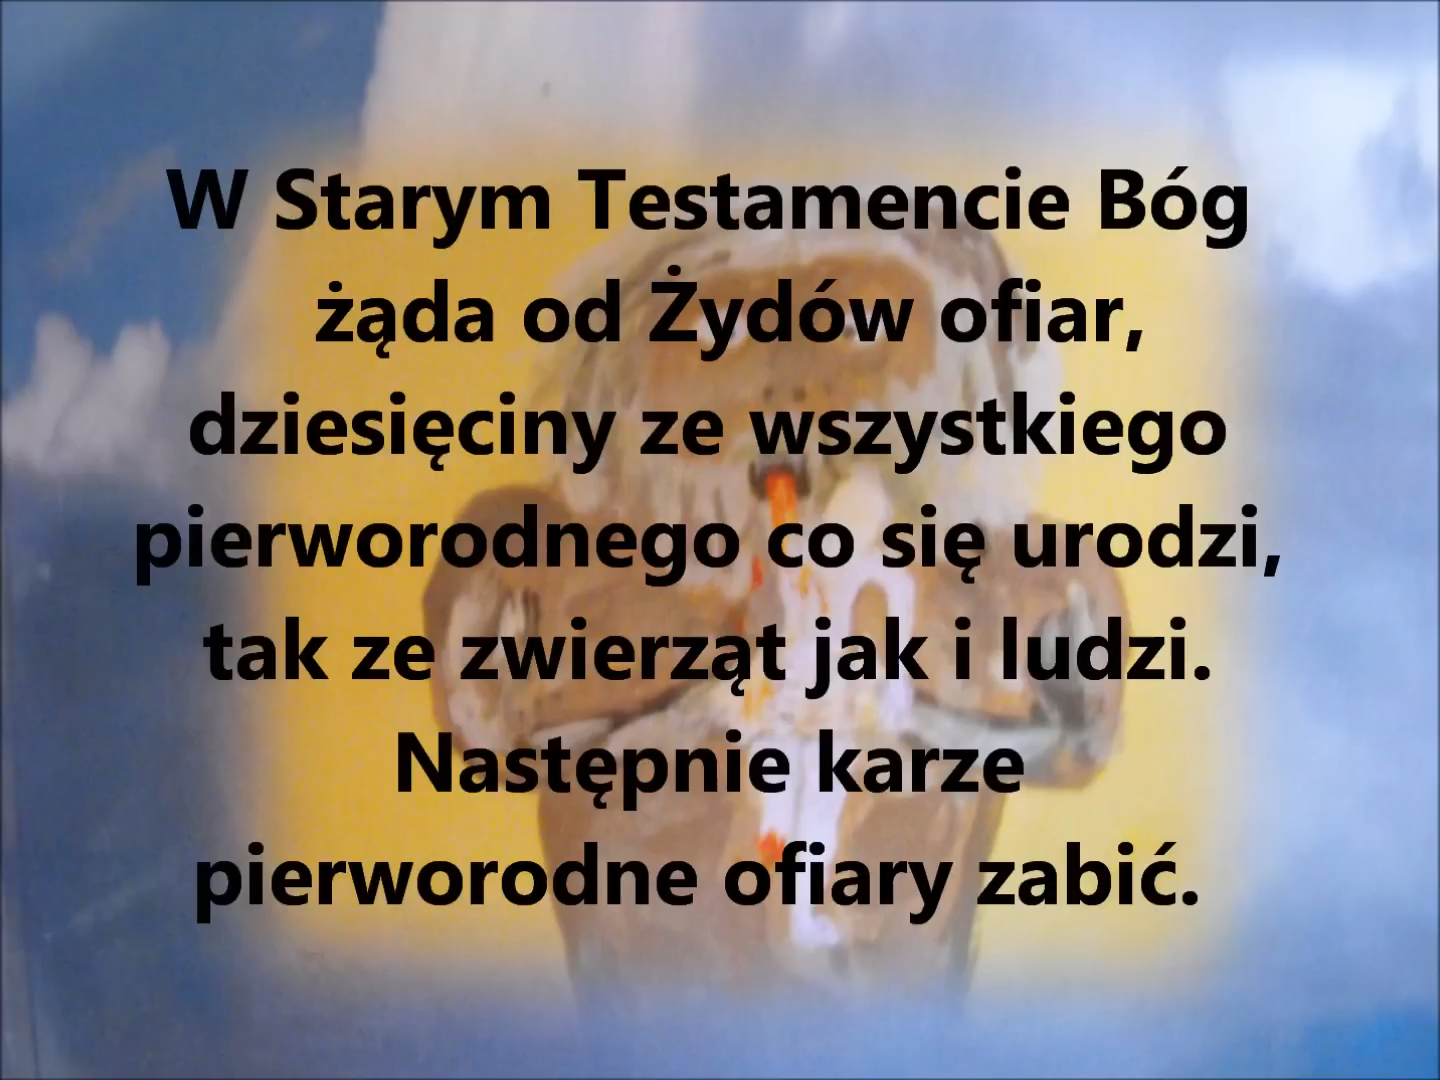 W Starym Testamencie Bóg
żąda od Żydów ofiar,
dziesięciny ze wszystkiego
pierworodnego co się urodzi,
tak ze zwierząt jak i ludzi.
Następnie karze
pierworodne ofiary zabić.